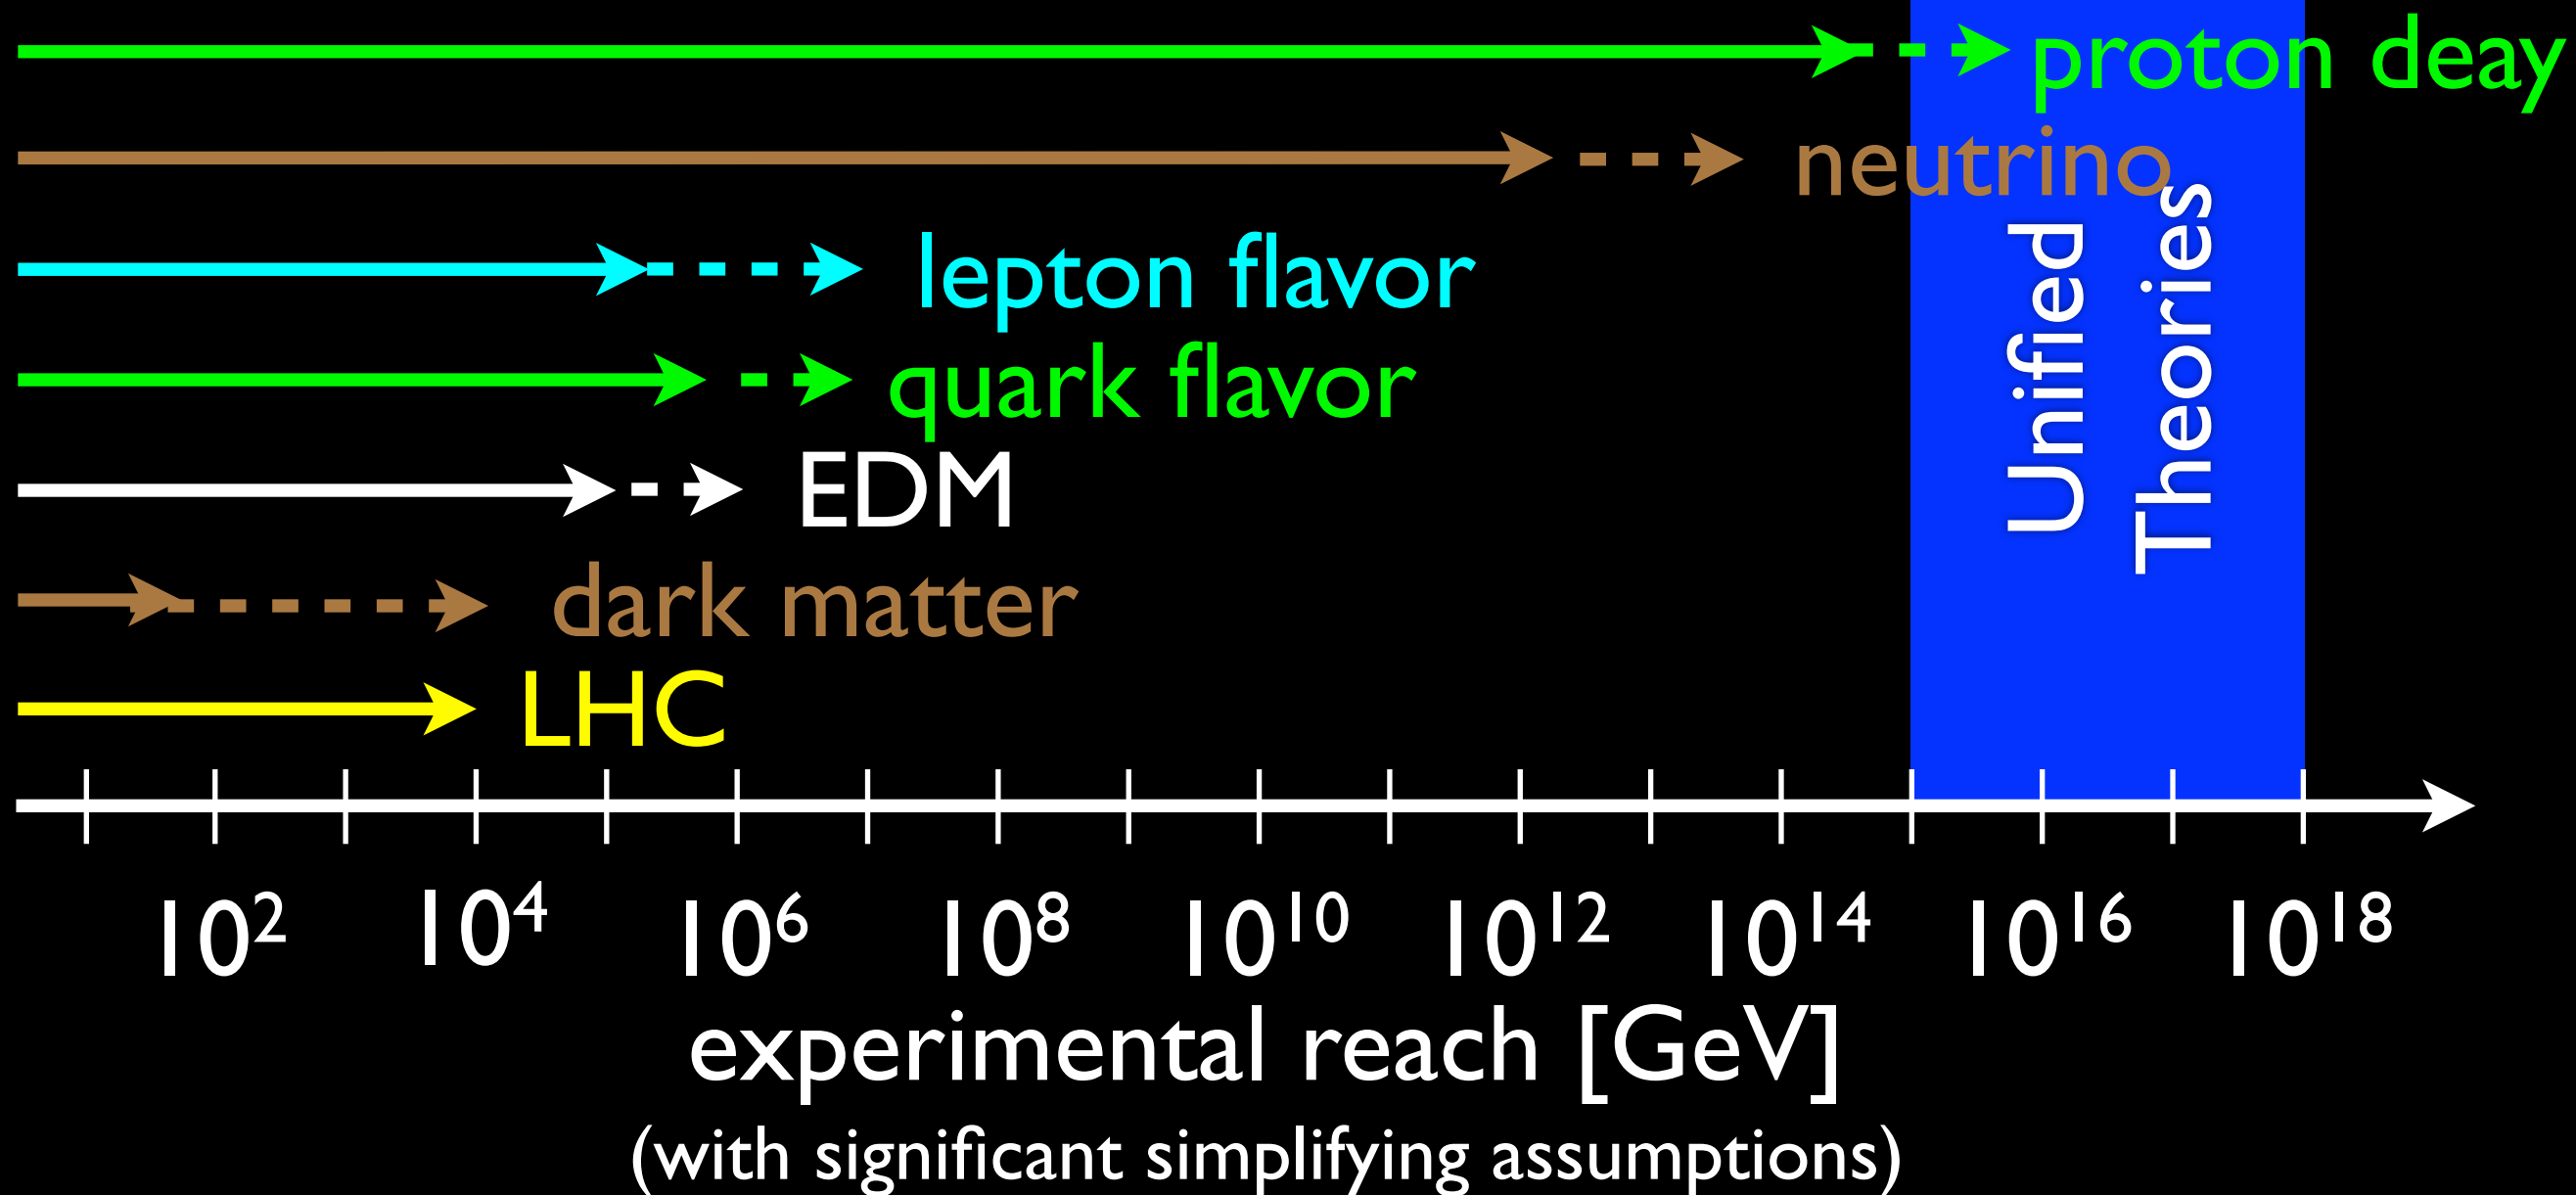 proton deay
neutrino
lepton flavor
quark flavor
EDM
dark matter
LHC
Unified
Theories
10² 10⁴ 10⁶ 10⁸ 10¹⁰ 10¹² 10¹⁴ 10¹⁶ 10¹⁸
experimental reach [GeV]
(with significant simplifying assumptions)